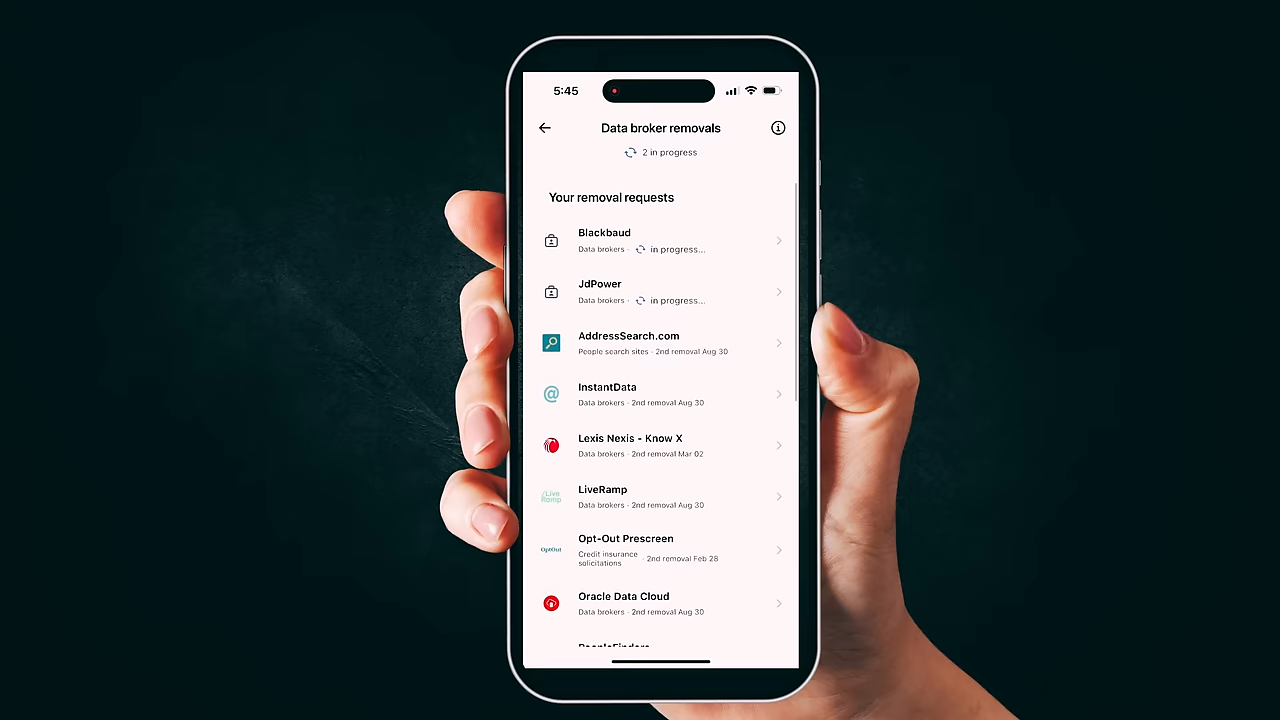 5:45
Data broker removals
2 in progress
Your removal requests
Blackbaud
Data brokers · in progress...
JdPower
Data brokers · in progress...
AddressSearch.com
People search sites · 2nd removal Aug 30
@
InstantData
Data brokers · 2nd removal Aug 30
Lexis Nexis - Know X
Data brokers · 2nd removal Mar 02
LiveRamp
/Live
Ramp
Data brokers · 2nd removal Aug 30
Opt-Out Prescreen
OptOut
Credit insurance
solicitations · 2nd removal Feb 28
Oracle Data Cloud
Data brokers · 2nd removal Aug 30